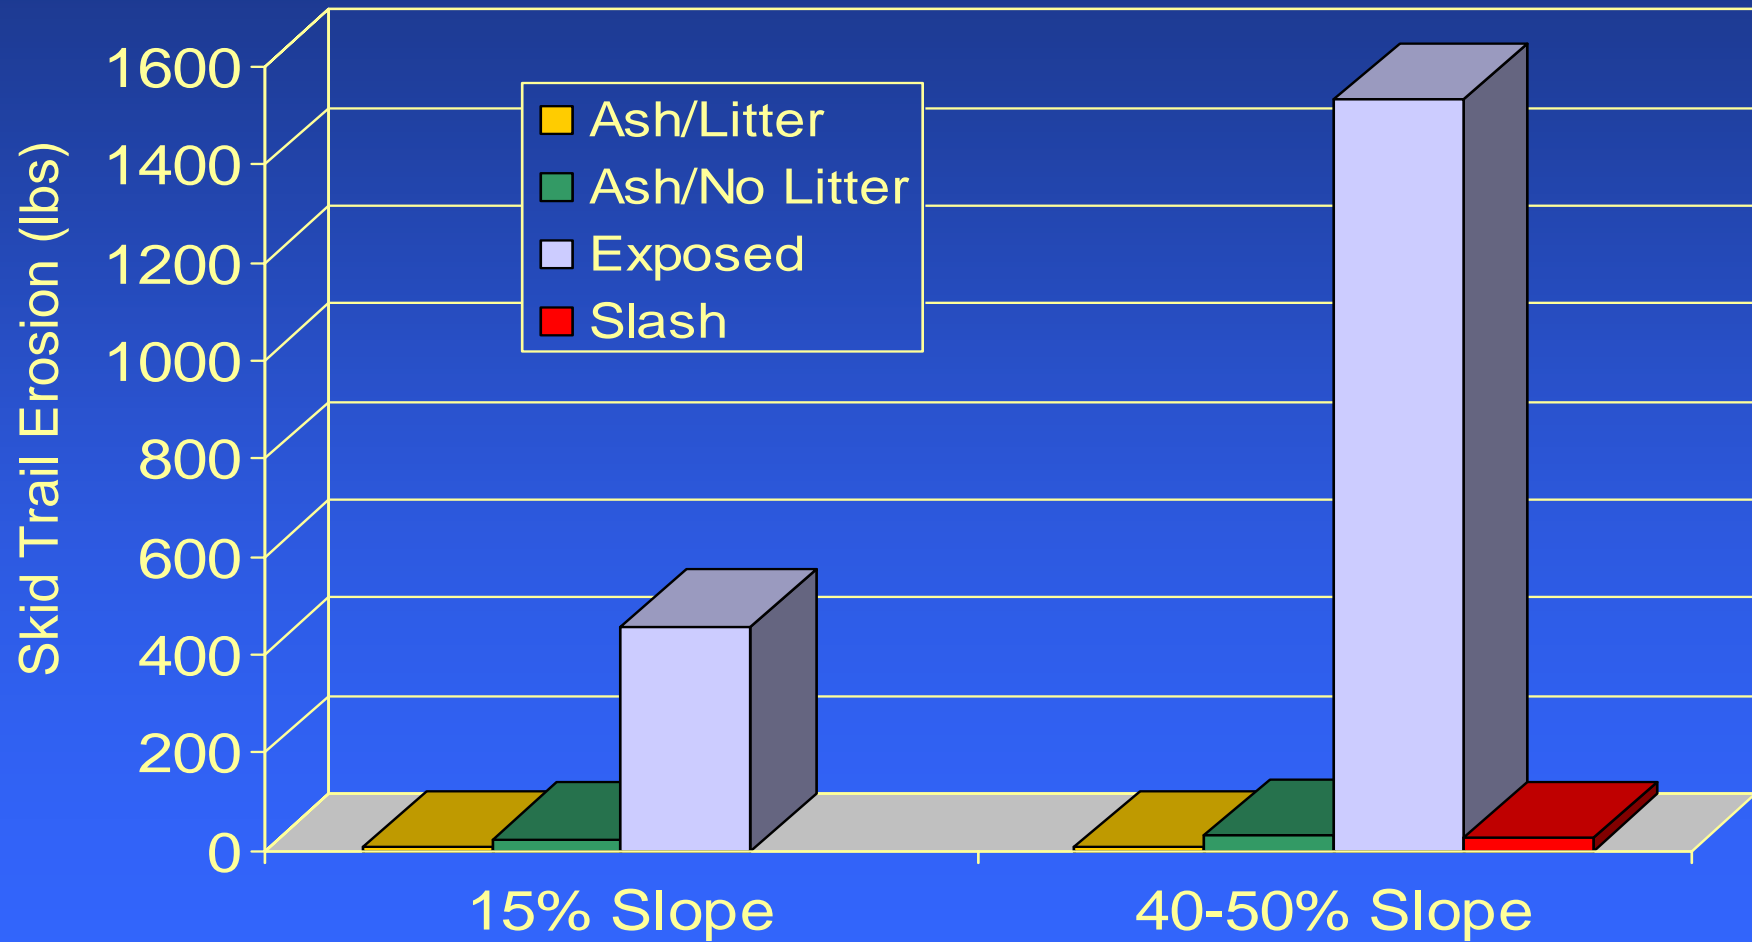 Skid Trail Erosion (lbs)
1600
1400
1200
1000
800
600
400
200
0
Ash/Litter
Ash/No Litter
Exposed
Slash
15% Slope
40-50% Slope